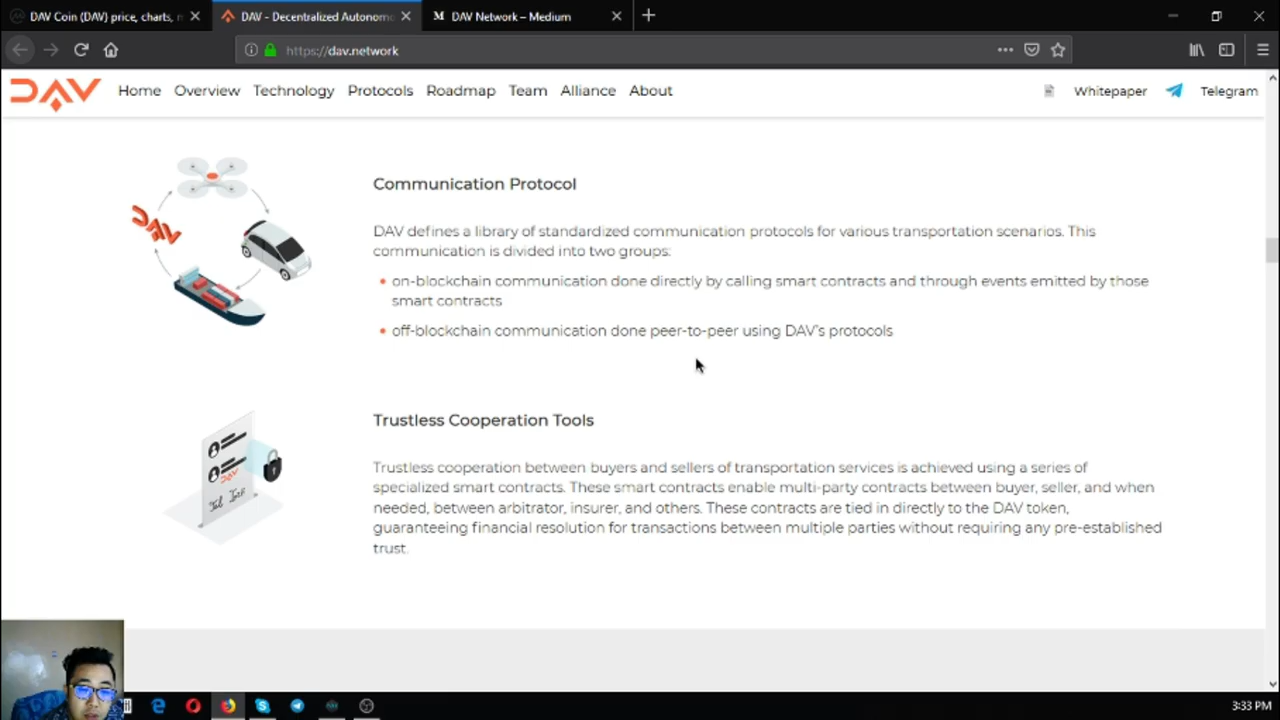 DAV Coin (DAV) price, charts,
DAV - Decentralized Autonomo
DAV Network – Medium
https://dav.network
DAV
Home Overview Technology Protocols Roadmap Team Alliance About Whitepaper Telegram
Communication Protocol
DAV
DAV defines a library of standardized communication protocols for various transportation scenarios. This
communication is divided into two groups:
• on-blockchain communication done directly by calling smart contracts and through events emitted by those
smart contracts
• off-blockchain communication done peer-to-peer using DAV's protocols
Trustless Cooperation Tools
DAV
Trustless cooperation between buyers and sellers of transportation services is achieved using a series of
specialized smart contracts. These smart contracts enable multi-party contracts between buyer, seller, and when
needed, between arbitrator, insurer, and others. These contracts are tied in directly to the DAV token,
guaranteeing financial resolution for transactions between multiple parties without requiring any pre-established
trust.
3:33 PM